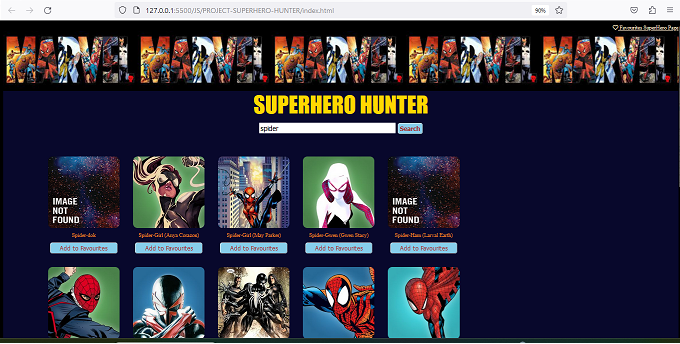 127.0.0.1:5500/JS/PROJECT-SUPERHERO-HUNTER/index.html 90%
Favourites SuperHero Page
MARVEL MARVEL MARVEL MARVEL MARVEL
SUPERHERO HUNTER
spider Search
IMAGE NOT FOUND
IMAGE NOT FOUND
Spider-dok Spider-Girl (Anya Corazon) Spider-Girl (May Parker) Spider-Gwen (Gwen Stacy) Spider-Ham (Larval Earth)
Add to Favourites Add to Favourites Add to Favourites Add to Favourites Add to Favourites